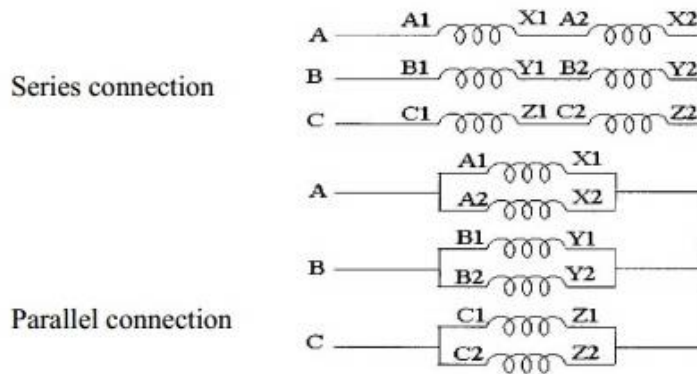 A A1 X1 A2 X2
Series connection
B B1 Y1 B2 Y2
C C1 Z1 C2 Z2
A1 X1
A
A2 X2
B1 Y1
B
B2 Y2
Parallel connection
C1 Z1
C
C2 Z2